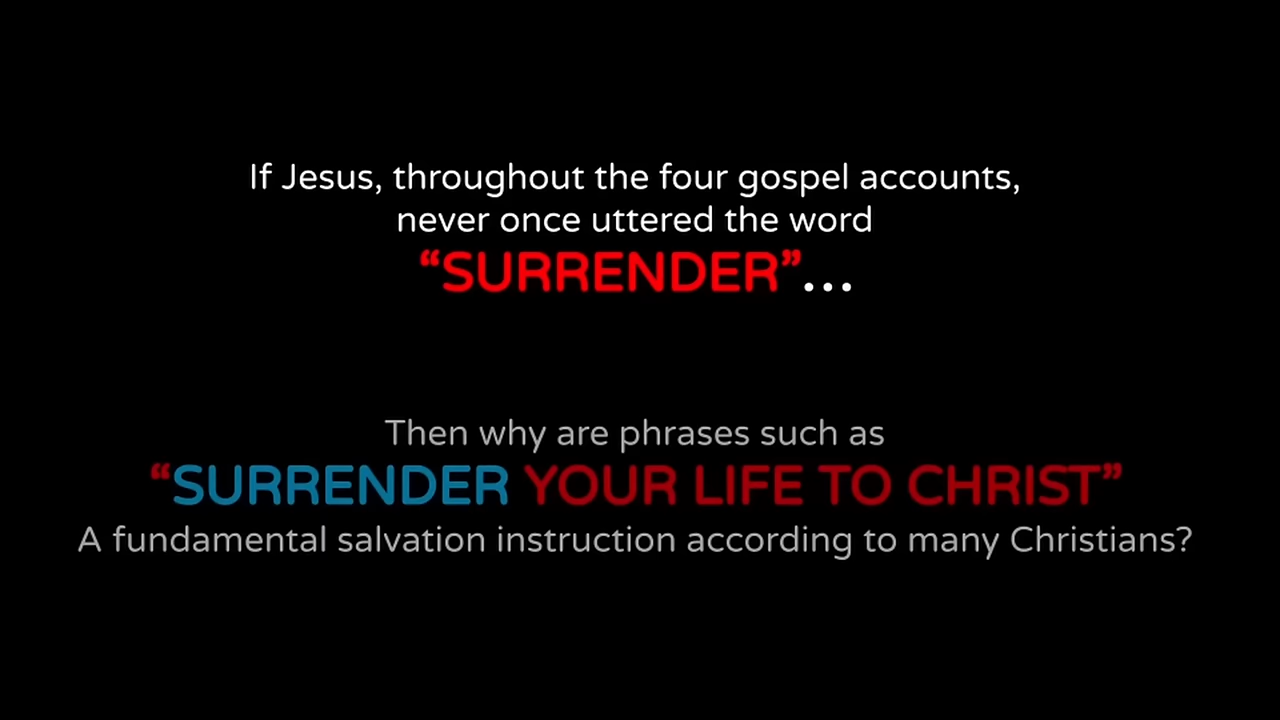 If Jesus, throughout the four gospel accounts,
never once uttered the word
“SURRENDER”...
Then why are phrases such as
“SURRENDER YOUR LIFE TO CHRIST”
A fundamental salvation instruction according to many Christians?